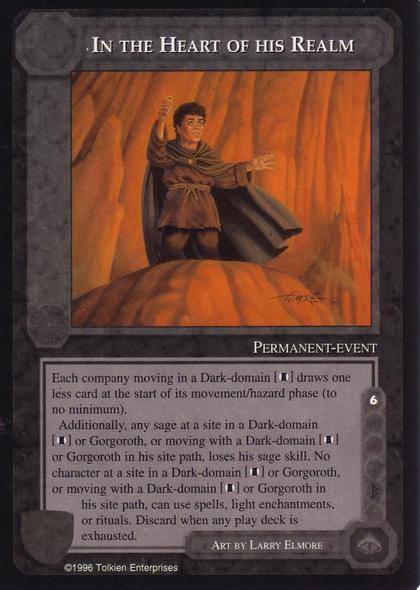 In the Heart of his Realm
ELMORE
Permanent-event
Each company moving in a Dark-domain [] draws one
less card at the start of its movement/hazard phase (to
no minimum).
Additionally, any sage at a site in a Dark-domain
[] or Gorgoroth, or moving with a Dark-domain []
or Gorgoroth in his site path, loses his sage skill. No
character at a site in a Dark-domain [] or Gorgoroth,
or moving with a Dark-domain [] or Gorgoroth in
his site path, can use spells, light enchantments,
or rituals. Discard when any play deck is
exhausted.
6
Art by Larry Elmore
©1996 Tolkien Enterprises